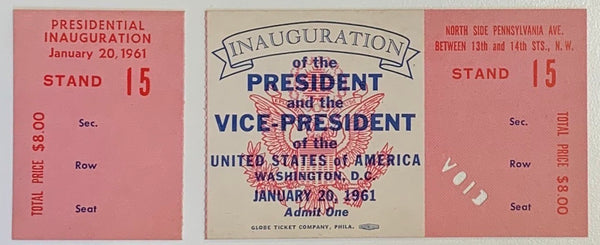 PRESIDENTIAL
INAUGURATION
January 20, 1961
STAND 15
Sec.
Row
Seat
TOTAL PRICE $8.00
INAUGURATION
of the
PRESIDENT
and the
VICE-PRESIDENT
of the
UNITED STATES of AMERICA
WASHINGTON, D.C.
JANUARY 20, 1961
Admit One
GLOBE TICKET COMPANY, PHILA.
NORTH SIDE PENNSYLVANIA AVE.
BETWEEN 13th and 14th STS., N. W.
STAND 15
Sec.
Row
Seat
TOTAL PRICE $8.00
VOID